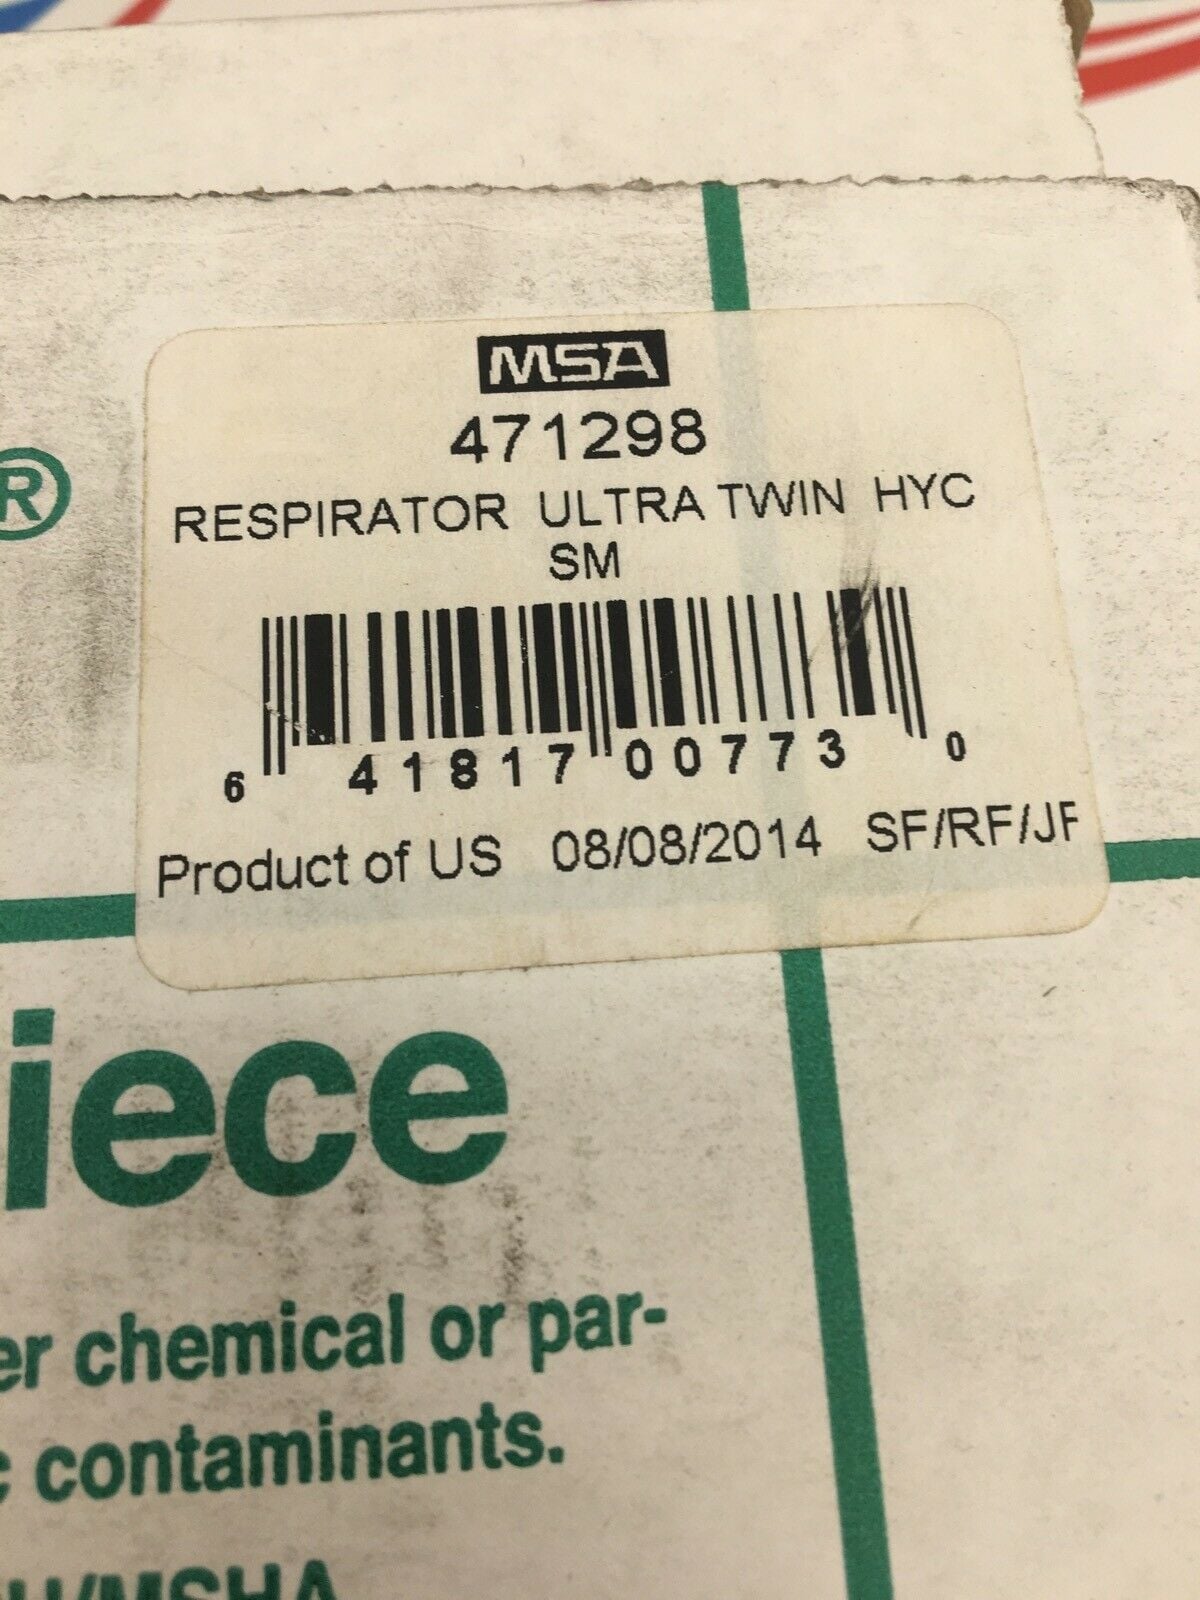 MSA
471298
RESPIRATOR ULTRA TWIN HYC
SM
6 41817 00773 0
Product of US 08/08/2014 SF/RF/JF
®
iece
er chemical or par-
c contaminants.
/MSHA